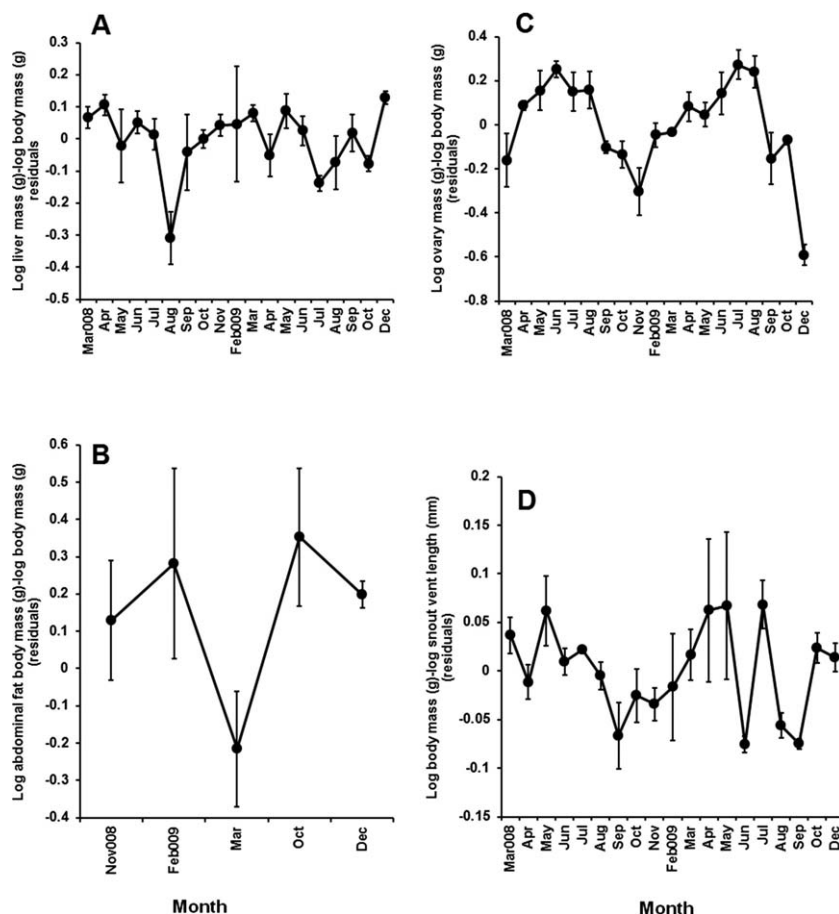 A
Log liver mass (g)-log body mass (g)
residuals
0.3
0.2
0.1
0
-0.1
-0.2
-0.3
-0.4
-0.5
Mar008
Apr
May
Jun
Jul
Aug
Sep
Oct
Nov
Feb009
Mar
Apr
May
Jun
Jul
Aug
Sep
Oct
Dec
C
Log ovary mass (g)-log body mass (g)
(residuals)
0.4
0.2
0
-0.2
-0.4
-0.6
-0.8
Mar008
Apr
May
Jun
Jul
Aug
Sep
Oct
Nov
Feb009
Mar
Apr
May
Jun
Jul
Aug
Sep
Oct
Dec
B
Log abdominal fat body mass (g)-log body mass (g)
(residuals)
0.6
0.5
0.4
0.3
0.2
0.1
0
-0.1
-0.2
-0.3
-0.4
Nov008
Feb009
Mar
Oct
Dec
Month
D
Log body mass (g)-log snout vent length (mm)
(residuals)
0.2
0.15
0.1
0.05
0
-0.05
-0.1
-0.15
Mar008
Apr
May
Jun
Jul
Aug
Sep
Oct
Nov
Feb009
Mar
Apr
May
Jun
Jul
Aug
Sep
Oct
Dec
Month